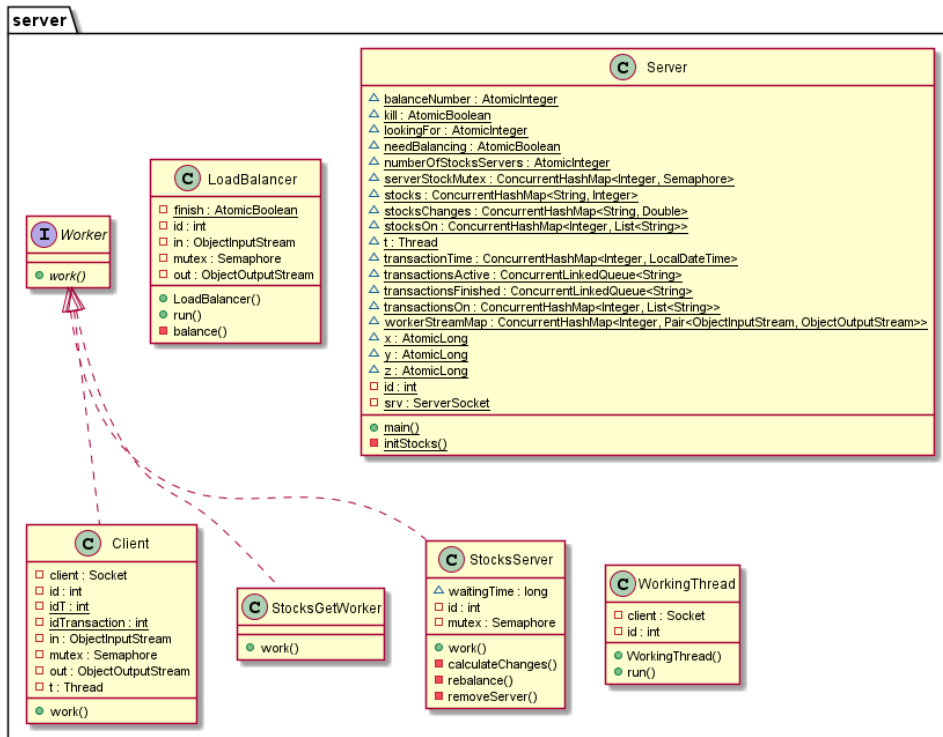 server
C Server
balanceNumber : AtomicInteger
kill : AtomicBoolean
lookingFor : AtomicInteger
needBalancing : AtomicBoolean
numberOfStocksServers : AtomicInteger
serverStockMutex : ConcurrentHashMap<Integer, Semaphore>
stocks : ConcurrentHashMap<String, Integer>
stocksChanges : ConcurrentHashMap<String, Double>
stocksOn : ConcurrentHashMap<Integer, List<String>>
t : Thread
transactionTime : ConcurrentHashMap<Integer, LocalDateTime>
transactionsActive : ConcurrentLinkedQueue<String>
transactionsFinished : ConcurrentLinkedQueue<String>
transactionsOn : ConcurrentHashMap<Integer, List<String>>
workerStreamMap : ConcurrentHashMap<Integer, Pair<ObjectInputStream, ObjectOutputStream>>
x : AtomicLong
y : AtomicLong
z : AtomicLong
id : int
srv : ServerSocket
main()
initStocks()
C LoadBalancer
finish : AtomicBoolean
id : int
in : ObjectInputStream
mutex : Semaphore
out : ObjectOutputStream
LoadBalancer()
run()
balance()
I Worker
work()
C Client
client : Socket
id : int
idT : int
idTransaction : int
in : ObjectInputStream
mutex : Semaphore
out : ObjectOutputStream
t : Thread
work()
C StocksGetWorker
work()
C StocksServer
waitingTime : long
id : int
mutex : Semaphore
work()
calculateChanges()
rebalance()
removeServer()
C WorkingThread
client : Socket
id : int
WorkingThread()
run()